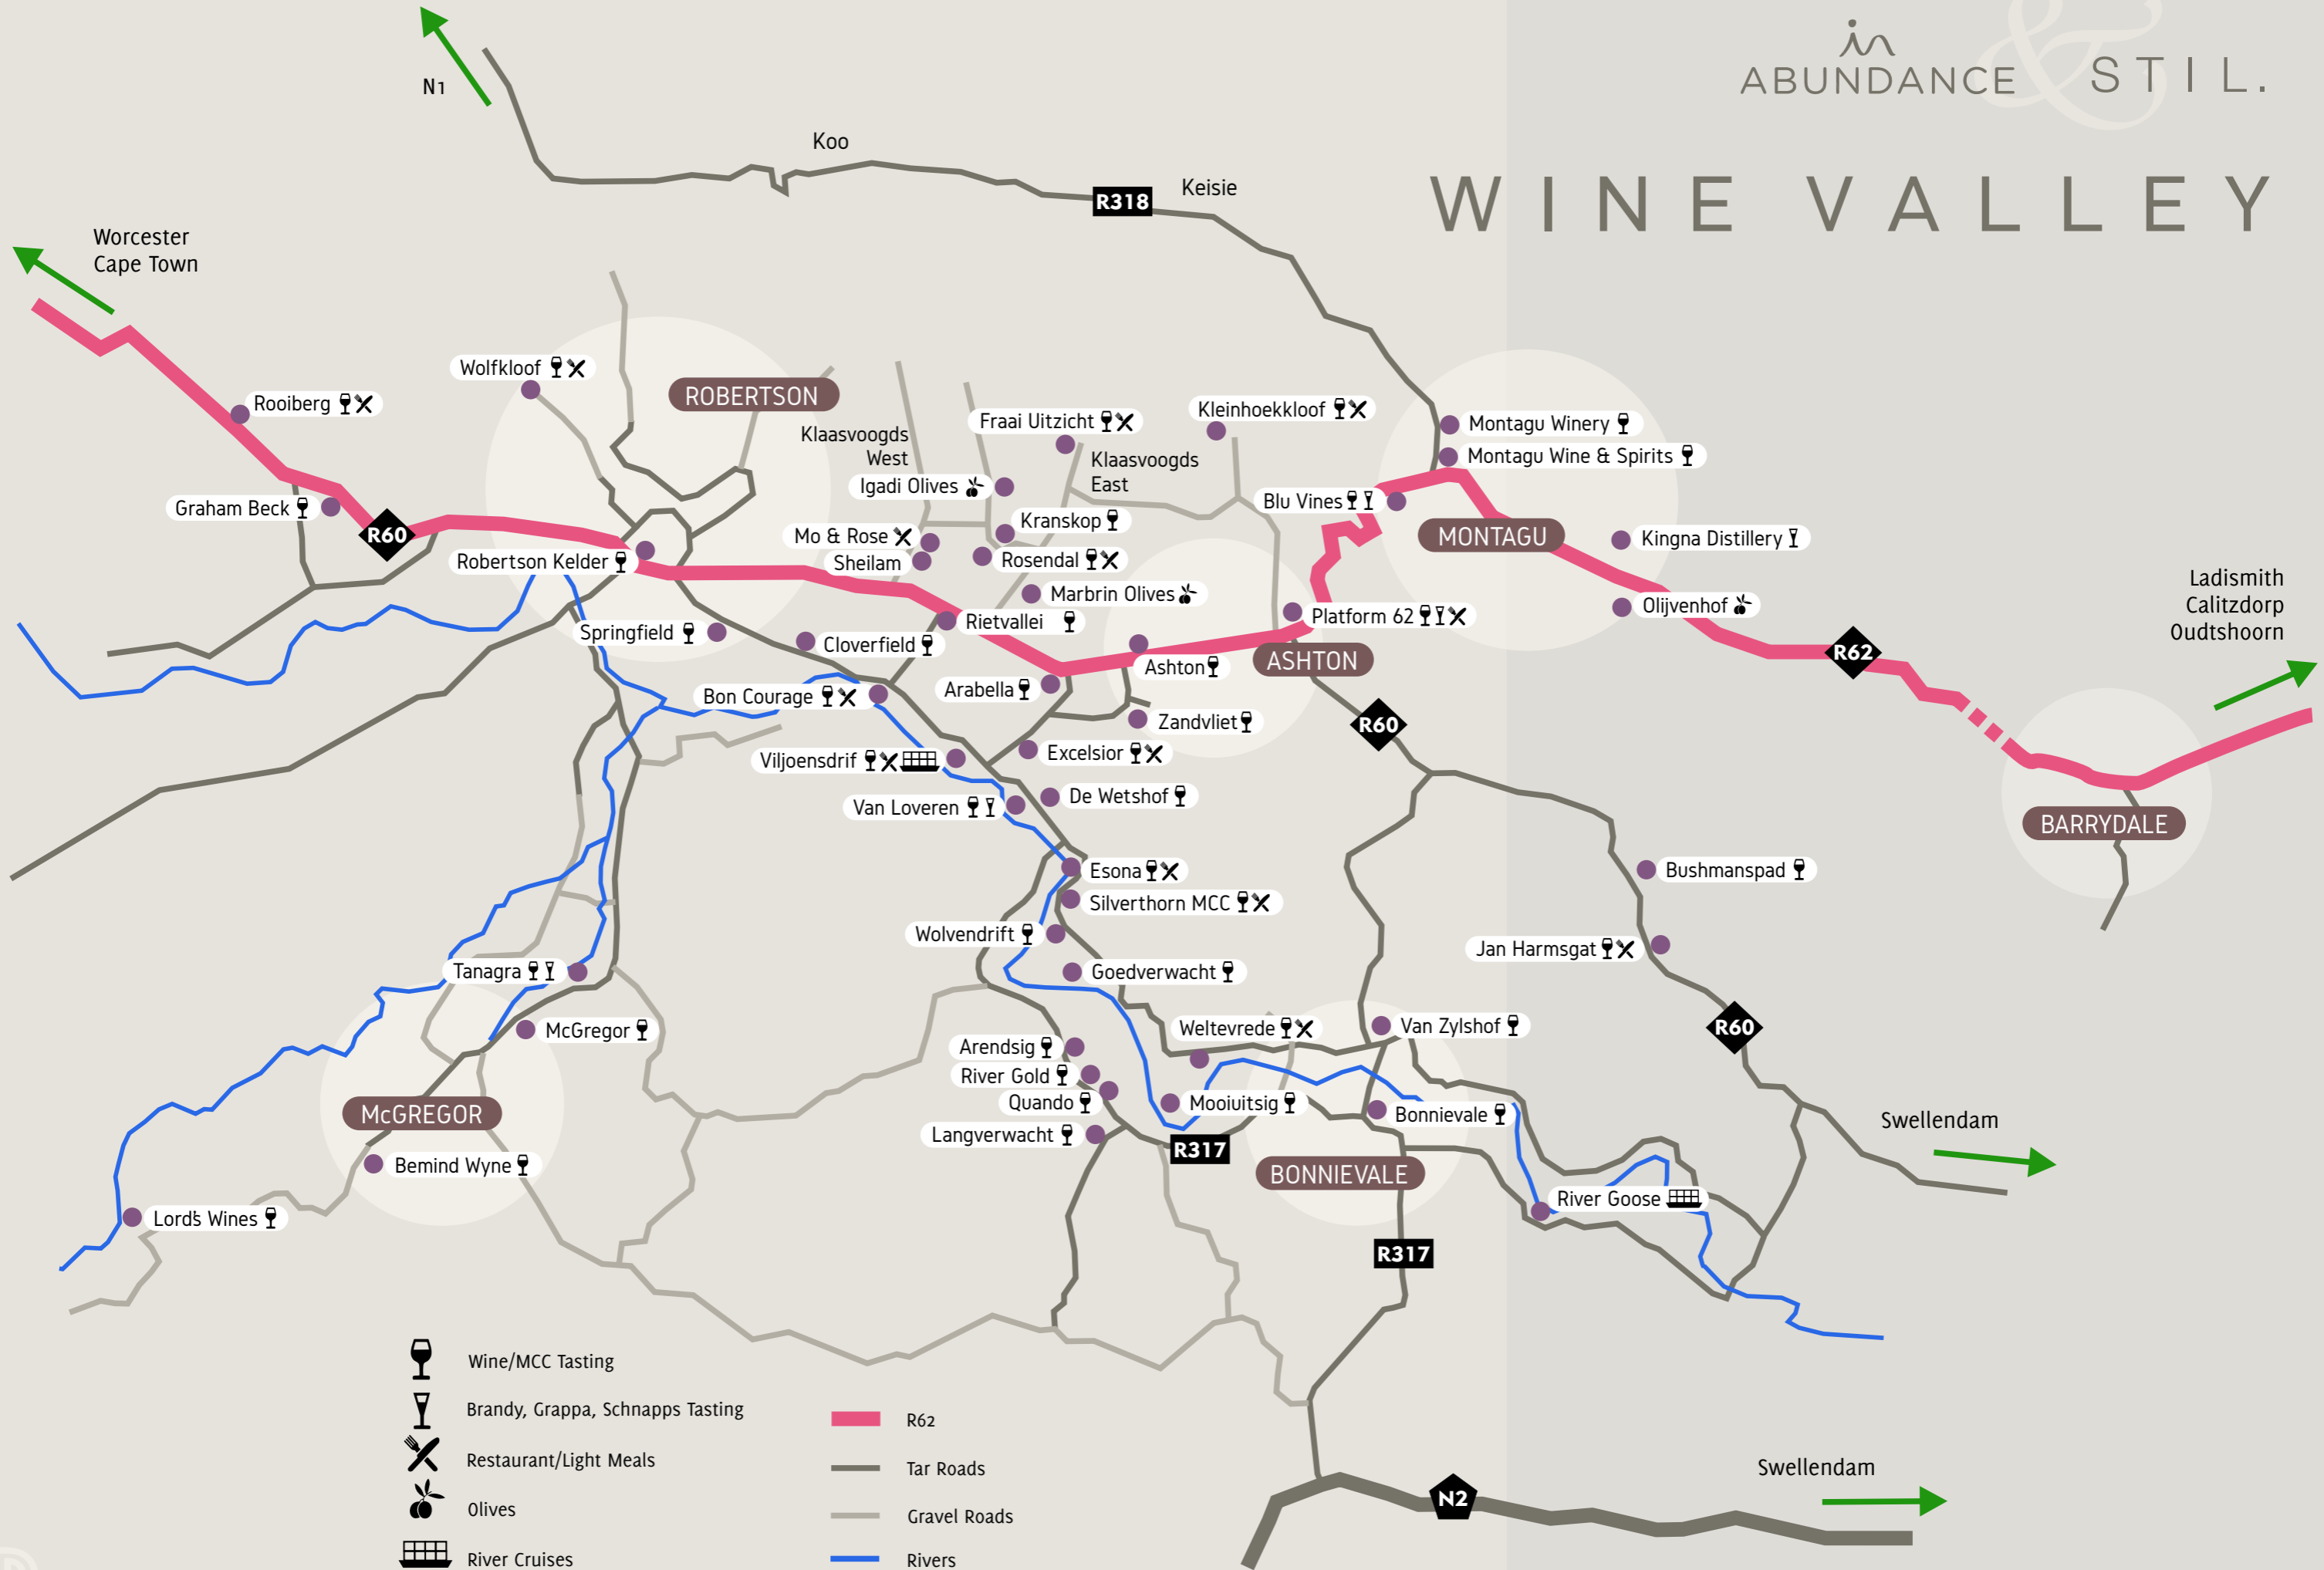 in
ABUNDANCE & STIL.
WINE VALLEY
N1
Koo
R318
Keisie
Worcester
Cape Town
Wolfkloof
ROBERTSON
Rooiberg
Klaasvoogds
West
Fraai Uitzicht
Kleinhoekkloof
Klaasvoogds
East
Montagu Winery
Montagu Wine & Spirits
Igadi Olives
Graham Beck
R60
Blu Vines
Kranskop
Mo & Rose
Sheilam
Rosendal
MONTAGU
Kingna Distillery
Robertson Kelder
Marbrin Olives
Ladismith
Calitzdorp
Oudtshoorn
Olijvenhof
Platform 62
Rietvallei
Springfield
Cloverfield
R62
ASHTON
Ashton
Arabella
Bon Courage
Zandvliet
R60
Excelsior
Viljoensdrif
De Wetshof
Van Loveren
BARRYDALE
Esona
Bushmanspad
Silverthorn MCC
Wolvendrift
Jan Harmsgat
Tanagra
Goedverwacht
McGregor
Weltevrede
Van Zylshof
R60
Arendsig
River Gold
Quando
Mooiuitsig
Bonnievale
McGREGOR
Langverwacht
R317
Swellendam
Bemind Wyne
BONNIEVALE
River Goose
Lord's Wines
R317
Wine/MCC Tasting
Brandy, Grappa, Schnapps Tasting
Restaurant/Light Meals
Olives
River Cruises
R62
Tar Roads
Gravel Roads
Rivers
Swellendam
N2